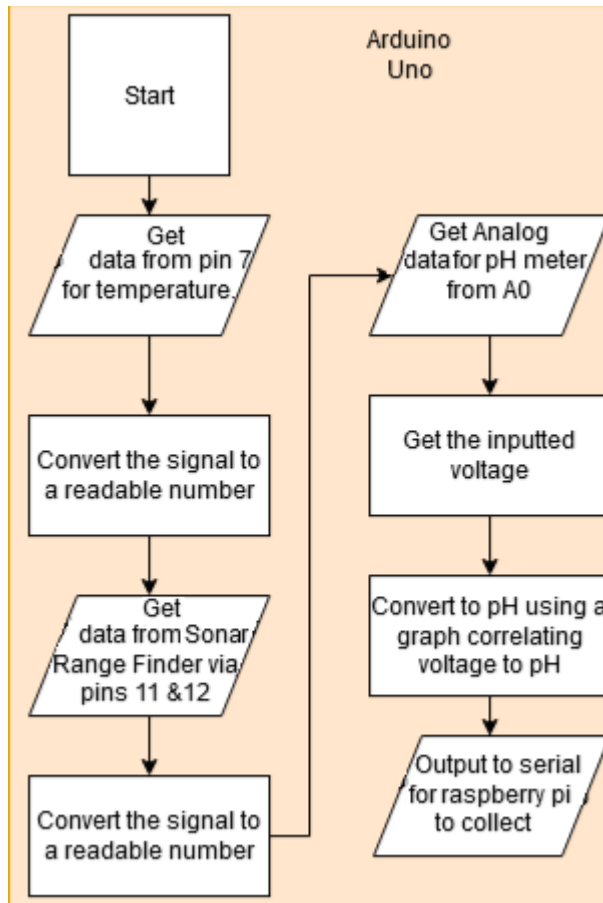 Arduino
Uno
Start
Get
data from pin 7
for temperature.
Convert the signal to
a readable number
Get
data from Sonar
Range Finder via
pins 11 &12
Convert the signal to
a readable number
Get Analog
data for pH meter
from A0
Get the inputted
voltage
Convert to pH using a
graph correlating
voltage to pH
Output to serial
for raspberry pi
to collect